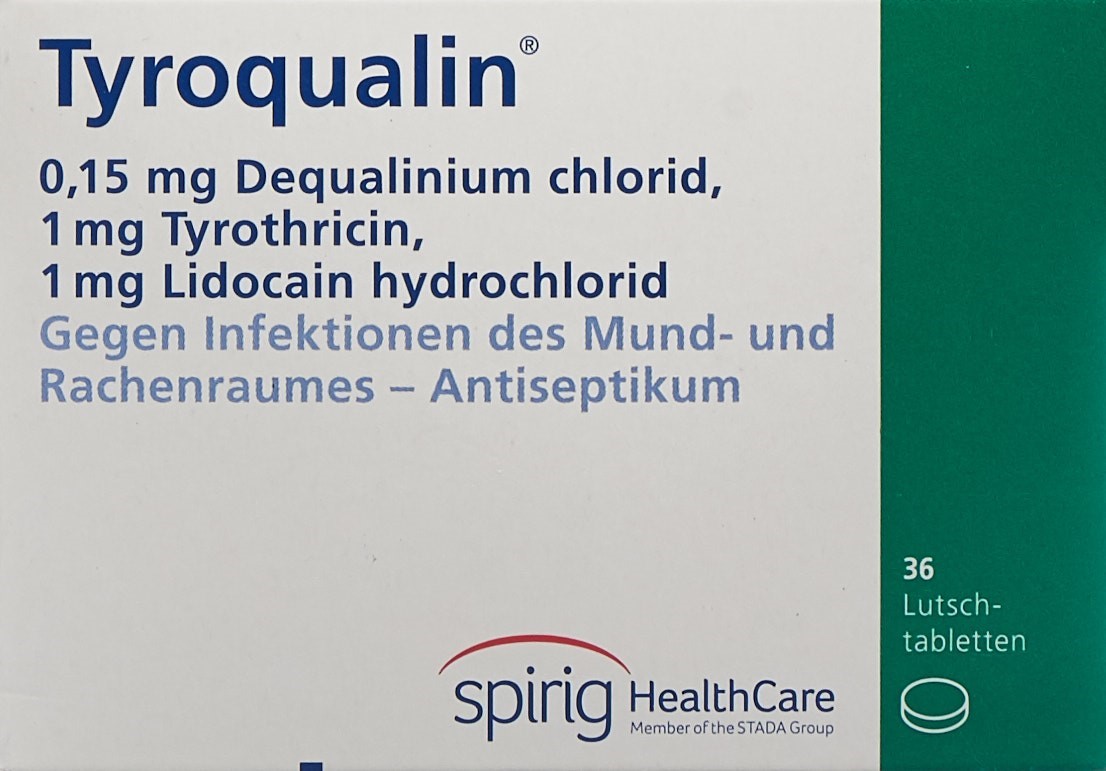 Tyroqualin®
0,15 mg Dequalinium chlorid,
1 mg Tyrothricin,
1 mg Lidocain hydrochlorid
Gegen Infektionen des Mund- und
Rachenraumes – Antiseptikum
36
Lutsch-
tabletten
spirig HealthCare
Member of the STADA Group